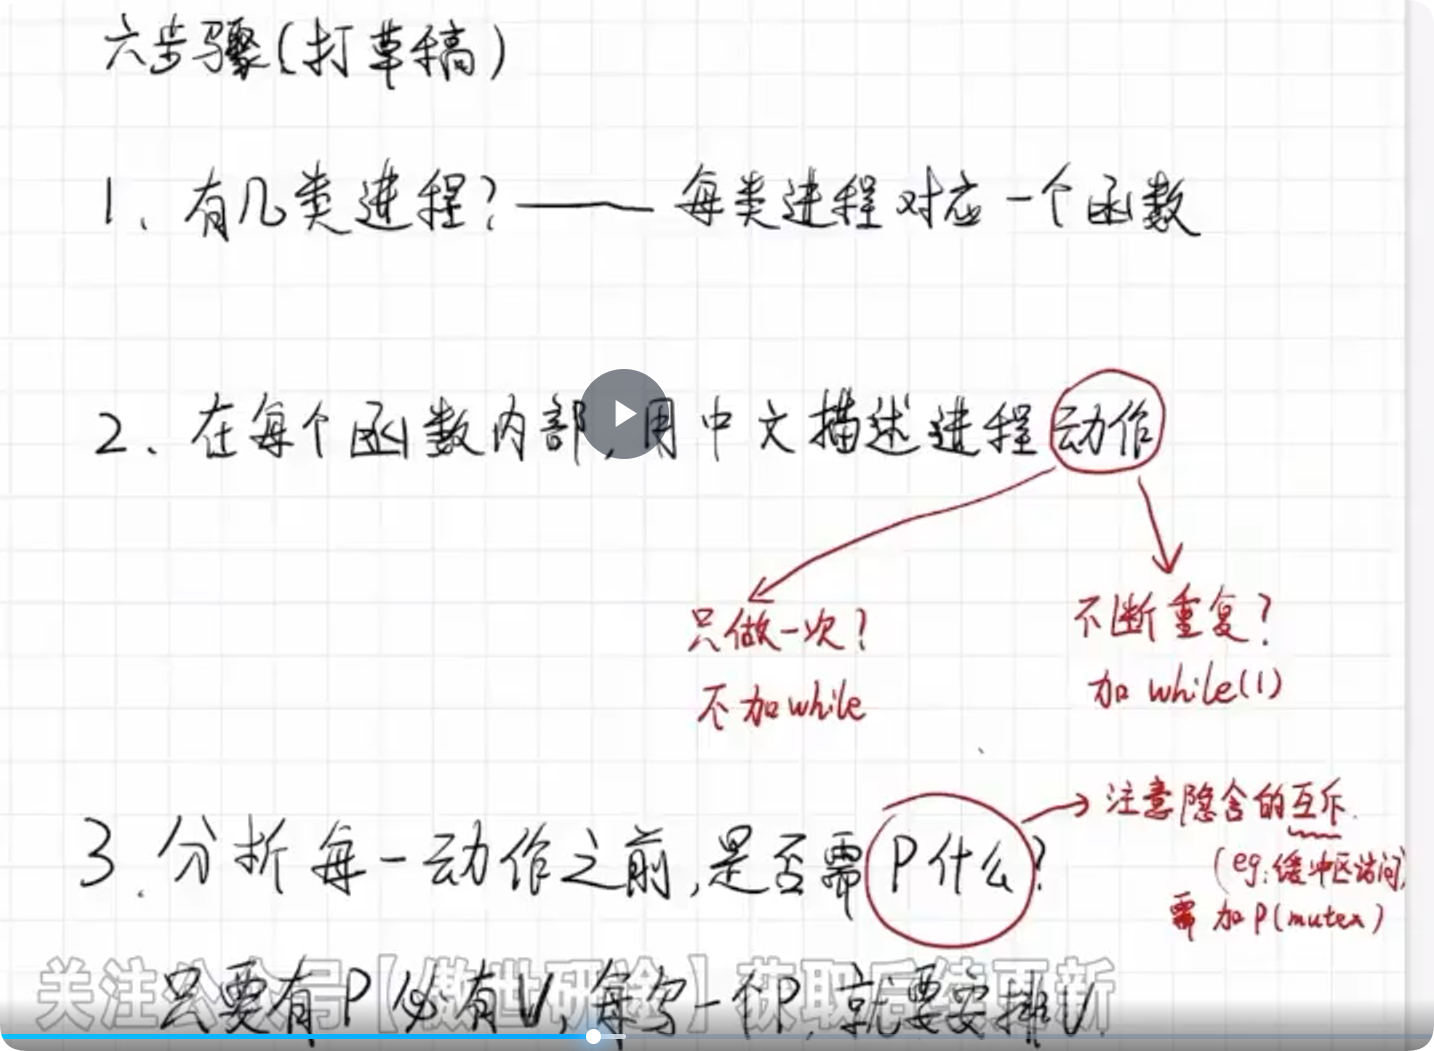 六步骤(打草稿)
1. 有几类进程? —— 每类进程对应一个函数
2. 在每个函数内部,用中文描述进程动作
只做一次?
不加while
不断重复?
加 while(1)
3. 分析每一动作之前,是否需P什么?
注意隐含的互斥.
(eg:缓冲区访问)
需加P(mutex)
只要有P必有V,每写一个P,就要安排V
关注公众号【傲世研途】获取后续更新